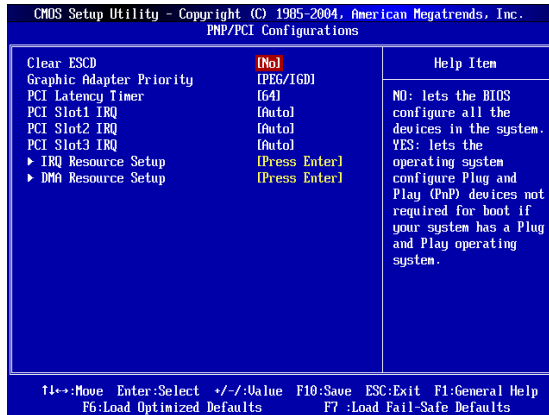 CMOS Setup Utility - Copyright (C) 1985-2004, American Megatrends, Inc.
PNP/PCI Configurations
Clear ESCD [No]
Graphic Adapter Priority [PEG/IGD]
PCI Latency Timer [64]
PCI Slot1 IRQ [Auto]
PCI Slot2 IRQ [Auto]
PCI Slot3 IRQ [Auto]
▶ IRQ Resource Setup [Press Enter]
▶ DMA Resource Setup [Press Enter]
Help Item
NO: lets the BIOS
configure all the
devices in the system.
YES: lets the
operating system
configure Plug and
Play (PnP) devices not
required for boot if
your system has a Plug
and Play operating
system.
↑↓←→:Move Enter:Select +/-/:Value F10:Save ESC:Exit F1:General Help
F6:Load Optimized Defaults F7 :Load Fail-Safe Defaults